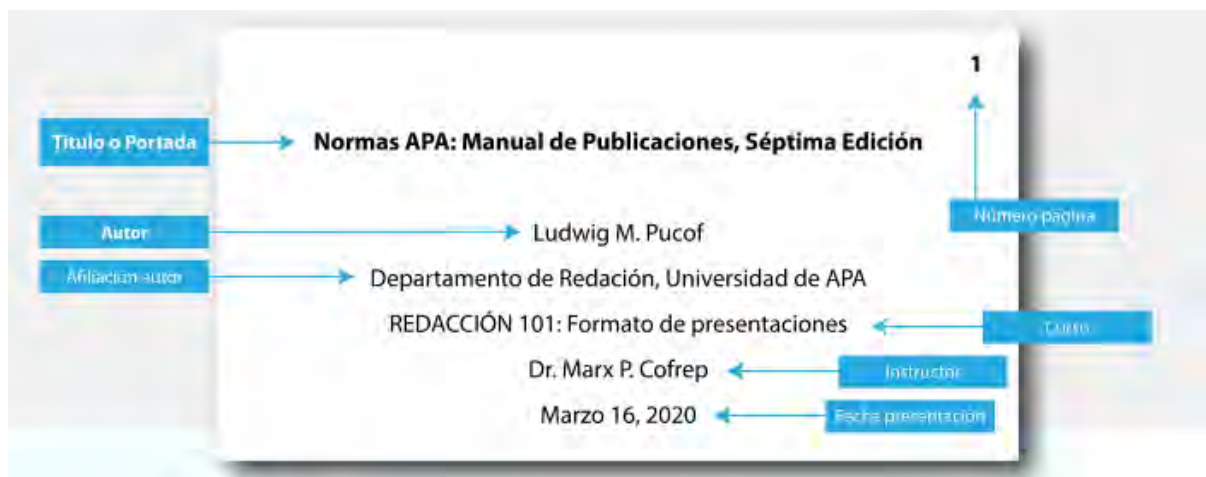 1
Título o Portada
Normas APA: Manual de Publicaciones, Séptima Edición
Número pagina
Autor
Ludwig M. Pucof
Afiliación autor
Departamento de Redación, Universidad de APA
REDACCIÓN 101: Formato de presentaciones
Curso
Dr. Marx P. Cofrep
Instructor
Marzo 16, 2020
Fecha presentación